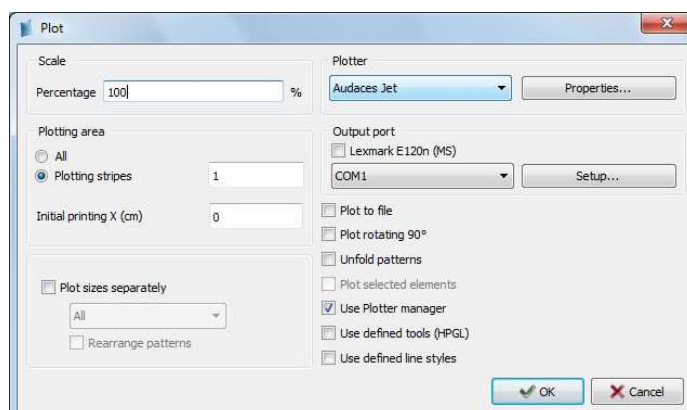 Plot
Scale
Percentage 100 %
Plotting area
All
Plotting stripes 1
Initial printing X (cm) 0
Plot sizes separately
All
Rearrange patterns
Plotter
Audaces Jet Properties...
Output port
Lexmark E120n (MS)
COM1 Setup...
Plot to file
Plot rotating 90°
Unfold patterns
Plot selected elements
Use Plotter manager
Use defined tools (HPGL)
Use defined line styles
OK Cancel